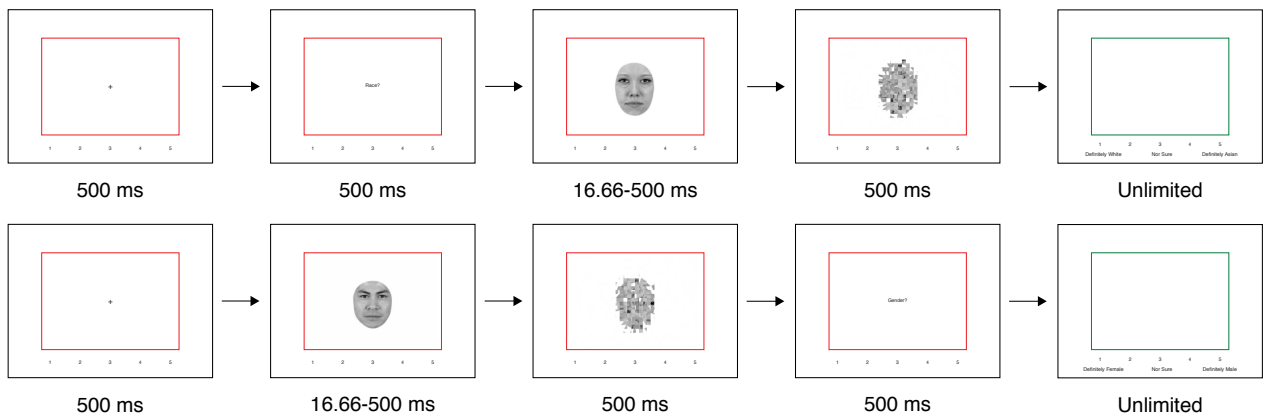 +
1 2 3 4 5
Race?
1 2 3 4 5
1 2 3 4 5
1 2 3 4 5
1 2 3 4 5
Definitely White Nor Sure Definitely Asian
500 ms 500 ms 16.66-500 ms 500 ms Unlimited
+
1 2 3 4 5
1 2 3 4 5
1 2 3 4 5
Gender?
1 2 3 4 5
1 2 3 4 5
Definitely Female Nor Sure Definitely Male
500 ms 16.66-500 ms 500 ms 500 ms Unlimited